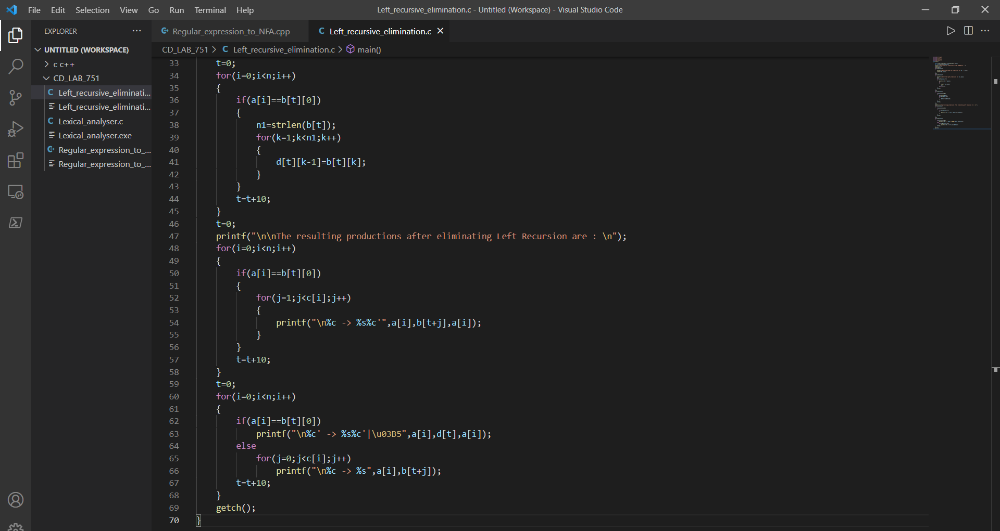 File Edit Selection View Go Run Terminal Help
Left_recursive_elimination.c - Untitled (Workspace) - Visual Studio Code
EXPLORER
UNTITLED (WORKSPACE)
c c++
CD_LAB_751
C Left_recursive_eliminati...
Left_recursive_eliminati...
C Lexical_analyser.c
Lexical_analyser.exe
Regular_expression_to_...
Regular_expression_to_...
Regular_expression_to_NFA.cpp
C Left_recursive_elimination.c
CD_LAB_751 > C Left_recursive_elimination.c > main()
33 t=0;
34 for(i=0;i<n;i++)
35 {
36 if(a[i]==b[t][0])
37 {
38 n1=strlen(b[t]);
39 for(k=1;k<n1;k++)
40 {
41 d[t][k-1]=b[t][k];
42 }
43 }
44 t=t+10;
45 }
46 t=0;
47 printf("\n\nThe resulting productions after eliminating Left Recursion are : \n");
48 for(i=0;i<n;i++)
49 {
50 if(a[i]==b[t][0])
51 {
52 for(j=1;j<c[i];j++)
53 {
54 printf("\n%c -> %s%c'",a[i],b[t+j],a[i]);
55 }
56 }
57 t=t+10;
58 }
59 t=0;
60 for(i=0;i<n;i++)
61 {
62 if(a[i]==b[t][0])
63 printf("\n%c' -> %s%c'|\u03B5",a[i],d[t],a[i]);
64 else
65 for(j=0;j<c[i];j++)
66 printf("\n%c -> %s",a[i],b[t+j]);
67 t=t+10;
68 }
69 getch();
70 }